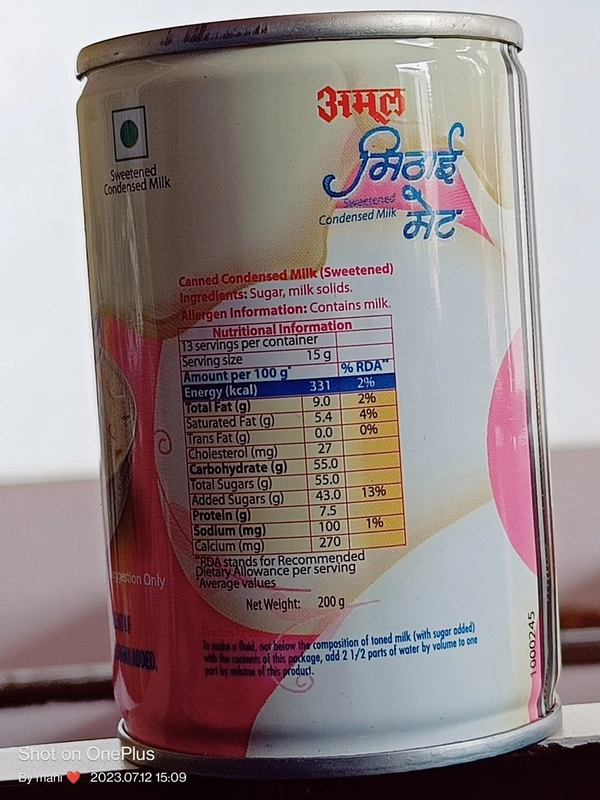 अमूल
मिठाई
मेट
Sweetened
Condensed Milk
Sweetened
Condensed Milk
Canned Condensed Milk (Sweetened)
Ingredients: Sugar, milk solids.
Allergen Information: Contains milk.
Nutritional Information
13 servings per container
Serving size 15 g
Amount per 100 g* % RDA**
Energy (kcal) 331 2%
Total Fat (g) 9.0 2%
Saturated Fat (g) 5.4 4%
Trans Fat (g) 0.0 0%
Cholesterol (mg) 27
Carbohydrate (g) 55.0
Total Sugars (g) 55.0
Added Sugars (g) 43.0 13%
Protein (g) 7.5
Sodium (mg) 100 1%
Calcium (mg) 270
**RDA stands for Recommended
Dietary Allowance per serving
*Average values
Net Weight: 200 g
To make a fluid, not below the composition of toned milk (with sugar added)
with the contents of this package, add 2 1/2 parts of water by volume to one
part by volume of this product.
Only
ADDED.
1000245
Shot on OnePlus
By mahi ❤️ 2023.07.12 15:09